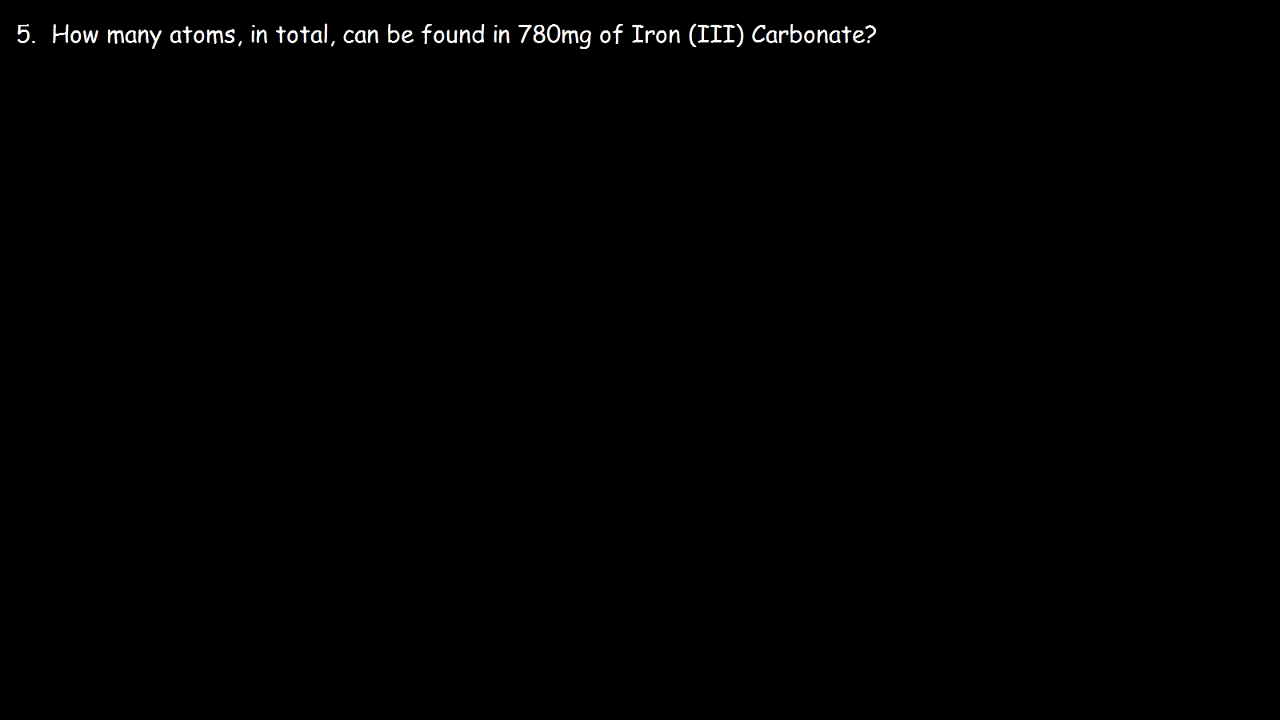 5. How many atoms, in total, can be found in 780mg of Iron (III) Carbonate?